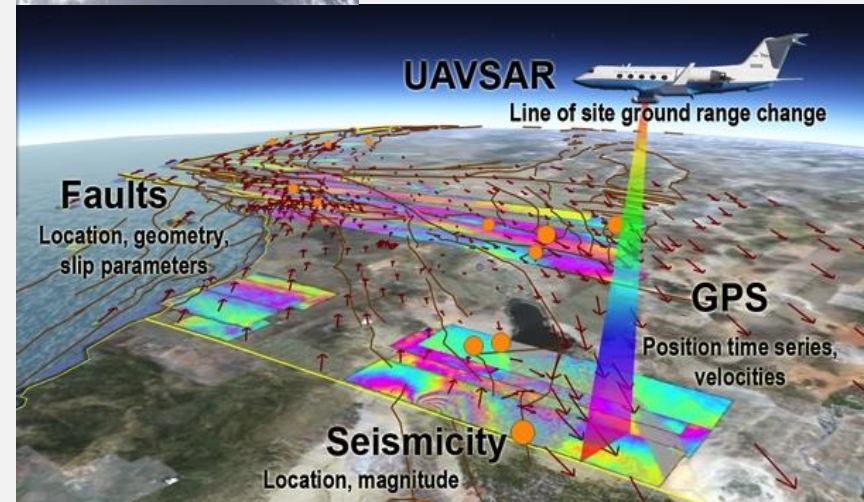 UAVSAR
Line of site ground range change
Faults
Location, geometry,
slip parameters
GPS
Position time series,
velocities
Seismicity
Location, magnitude